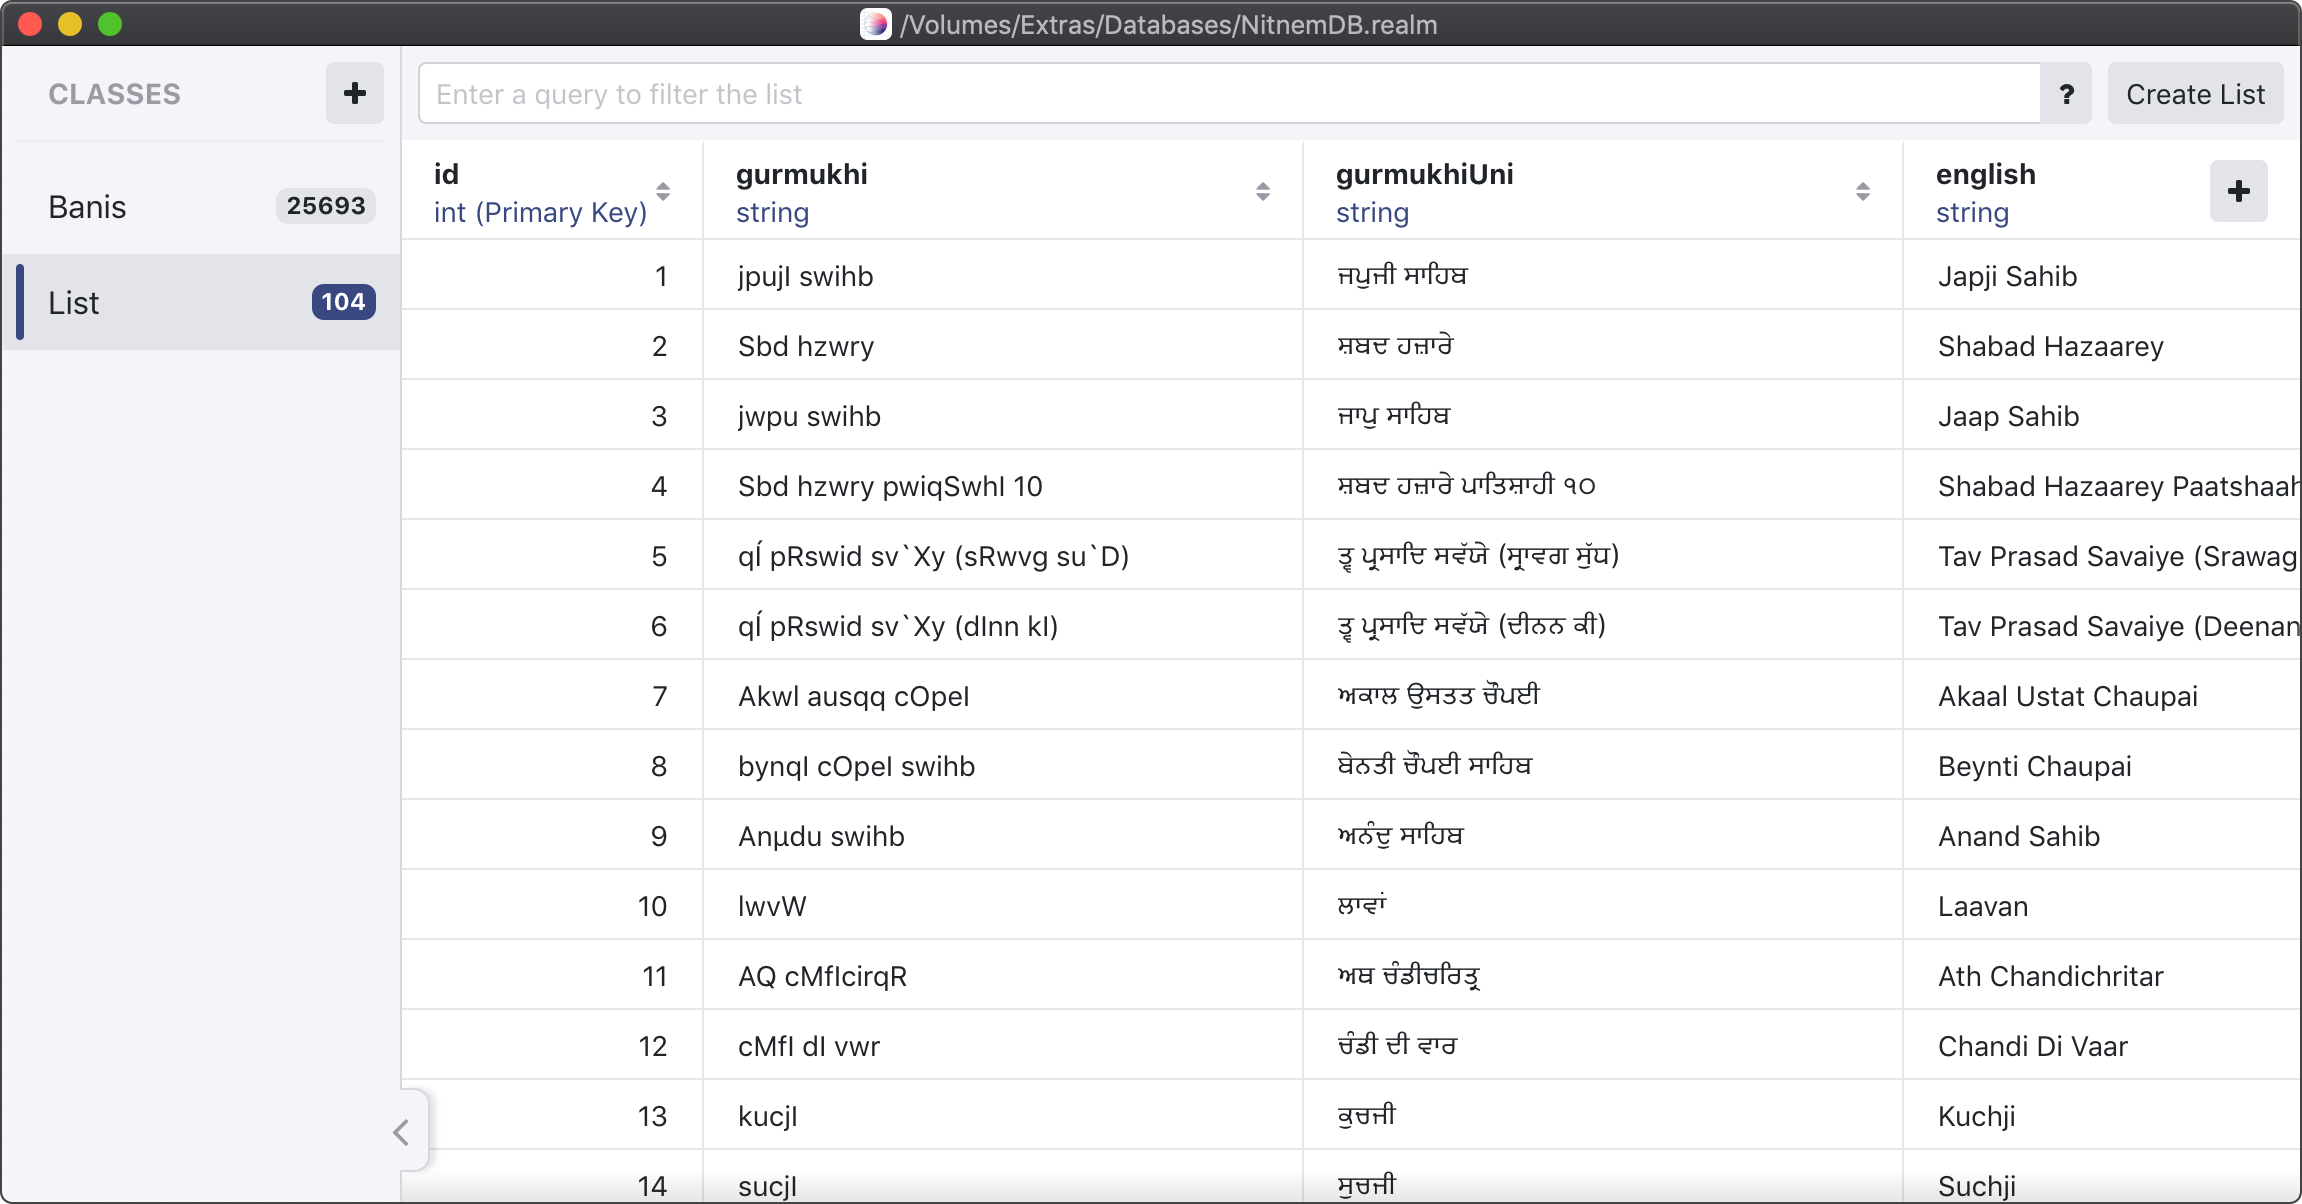 /Volumes/Extras/Databases/NitnemDB.realm
CLASSES +
Enter a query to filter the list ? Create List
Banis 25693
List 104
id gurmukhi gurmukhiUni english +
int (Primary Key) string string string
1 jpujI swihb ਜਪੁਜੀ ਸਾਹਿਬ Japji Sahib
2 Sbd hzwry ਸ਼ਬਦ ਹਜ਼ਾਰੇ Shabad Hazaarey
3 jwpu swihb ਜਾਪੁ ਸਾਹਿਬ Jaap Sahib
4 Sbd hzwry pwiqSwhI 10 ਸ਼ਬਦ ਹਜ਼ਾਰੇ ਪਾਤਿਸ਼ਾਹੀ ੧੦ Shabad Hazaarey Paatshaah
5 qÍ pRswid sv`Xy (sRwvg su`D) ਤ੍ਵ ਪ੍ਰਸਾਦਿ ਸਵੱਯੇ (ਸ੍ਰਾਵਗ ਸੁੱਧ) Tav Prasad Savaiye (Srawag
6 qÍ pRswid sv`Xy (dInn kI) ਤ੍ਵ ਪ੍ਰਸਾਦਿ ਸਵੱਯੇ (ਦੀਨਨ ਕੀ) Tav Prasad Savaiye (Deenan
7 Akwl ausqq cOpeI ਅਕਾਲ ਉਸਤਤ ਚੌਪਈ Akaal Ustat Chaupai
8 bynqI cOpeI swihb ਬੇਨਤੀ ਚੌਪਈ ਸਾਹਿਬ Beynti Chaupai
9 Anµdu swihb ਅਨੰਦੁ ਸਾਹਿਬ Anand Sahib
10 lwvW ਲਾਵਾਂ Laavan
11 AQ cMfIcirqR ਅਥ ਚੰਡੀਚਰਿਤ੍ਰ Ath Chandichritar
12 cMfI dI vwr ਚੰਡੀ ਦੀ ਵਾਰ Chandi Di Vaar
13 kucjI ਕੁਚਜੀ Kuchji
14 sucjI ਸੁਚਜੀ Suchji